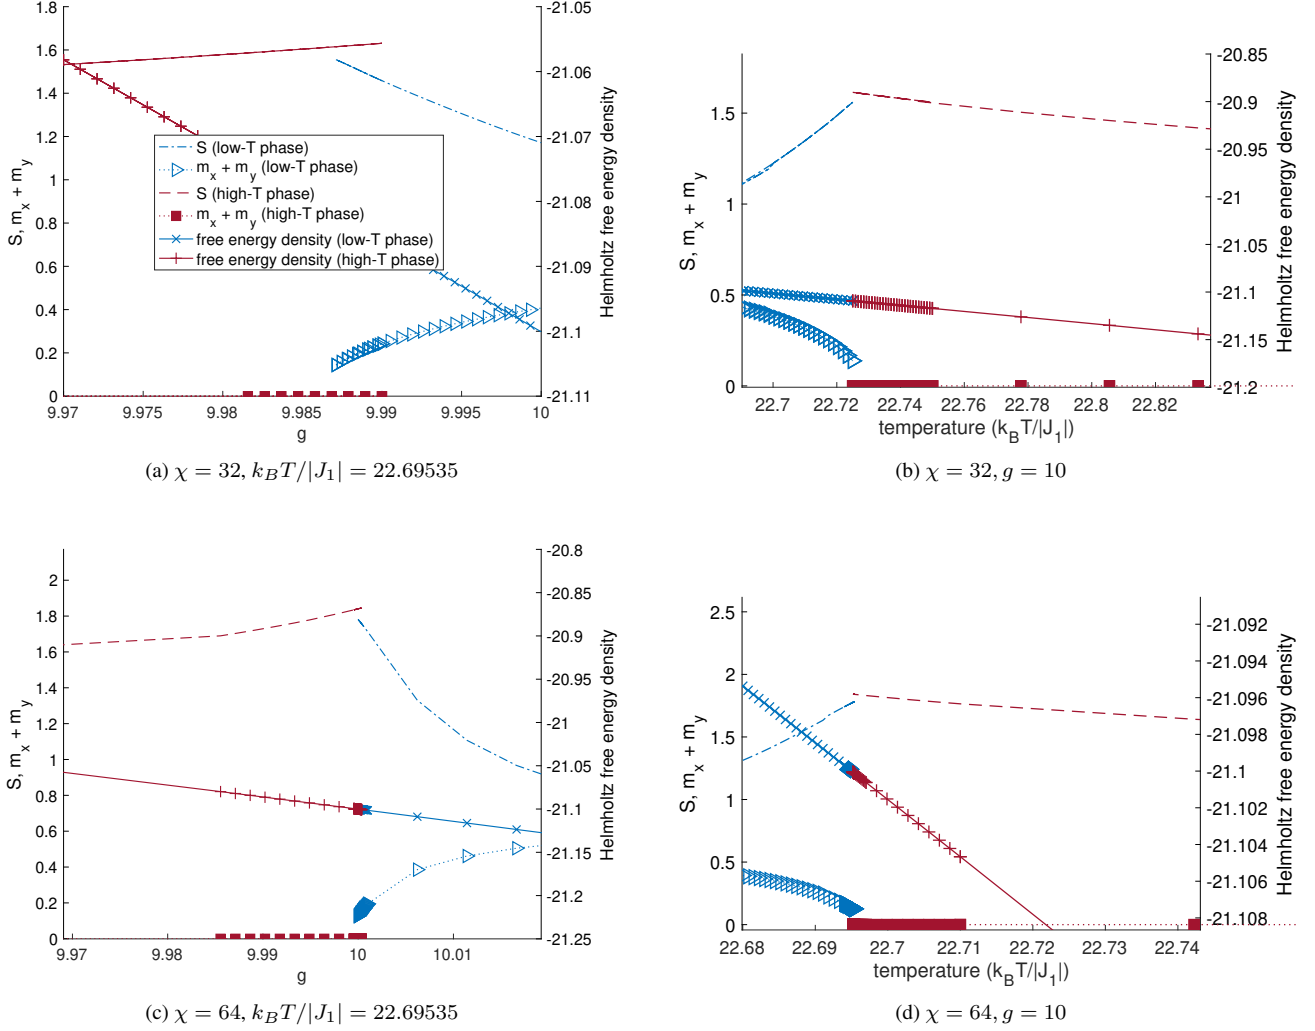 1.8
1.6
1.4
1.2
1
0.8
0.6
0.4
0.2
0
S, m_x + m_y
-21.05
-21.06
-21.07
-21.08
-21.09
-21.1
-21.11
Helmholtz free energy density
S (low-T phase)
m_x + m_y (low-T phase)
S (high-T phase)
m_x + m_y (high-T phase)
free energy density (low-T phase)
free energy density (high-T phase)
9.97 9.975 9.98 9.985 9.99 9.995 10
g
(a) χ = 32, k_BT/|J_1| = 22.69535
1.5
1
0.5
0
S, m_x + m_y
-20.85
-20.9
-20.95
-21
-21.05
-21.1
-21.15
-21.2
Helmholtz free energy density
22.7 22.72 22.74 22.76 22.78 22.8 22.82
temperature (k_BT/|J_1|)
(b) χ = 32, g = 10
2
1.8
1.6
1.4
1.2
1
0.8
0.6
0.4
0.2
0
S, m_x + m_y
-20.8
-20.85
-20.9
-20.95
-21
-21.05
-21.1
-21.15
-21.2
-21.25
Helmholtz free energy density
9.97 9.98 9.99 10 10.01
g
(c) χ = 64, k_BT/|J_1| = 22.69535
2.5
2
1.5
1
0.5
0
S, m_x + m_y
-21.092
-21.094
-21.096
-21.098
-21.1
-21.102
-21.104
-21.106
-21.108
Helmholtz free energy density
22.68 22.69 22.7 22.71 22.72 22.73 22.74
temperature (k_BT/|J_1|)
(d) χ = 64, g = 10